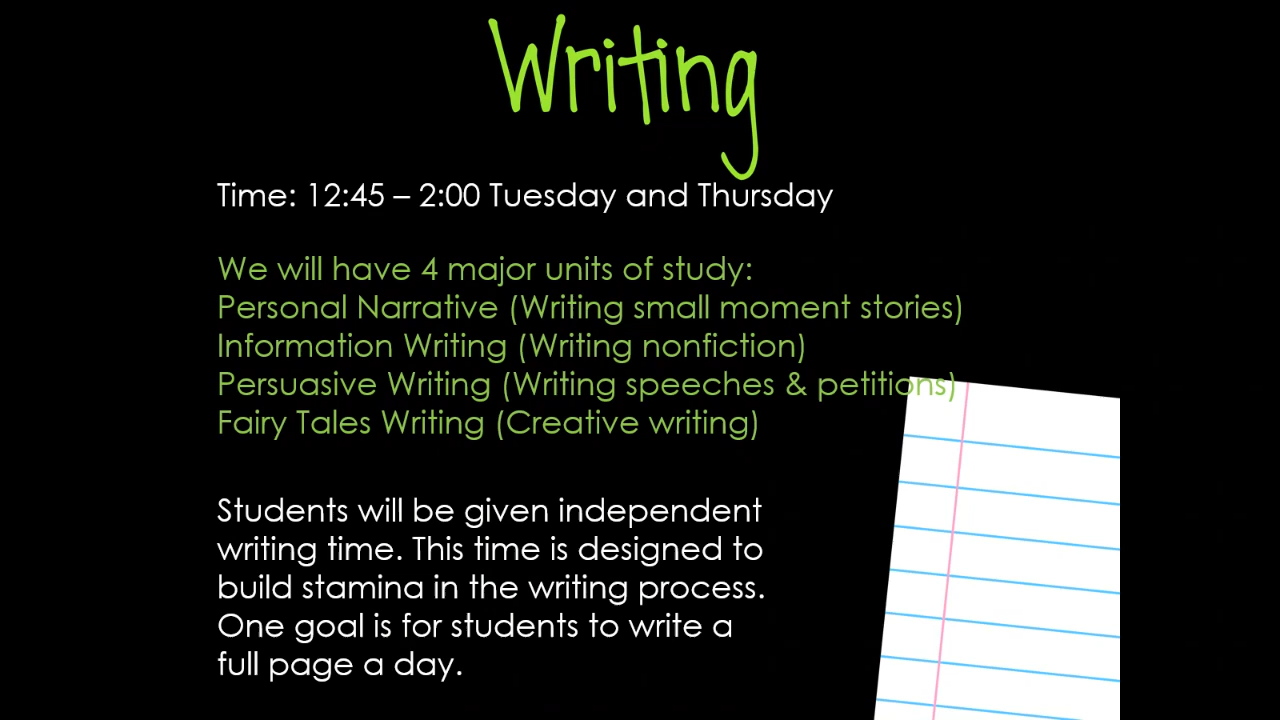 Writing
Time: 12:45 – 2:00 Tuesday and Thursday
We will have 4 major units of study:
Personal Narrative (Writing small moment stories)
Information Writing (Writing nonfiction)
Persuasive Writing (Writing speeches & petitions)
Fairy Tales Writing (Creative writing)
Students will be given independent
writing time. This time is designed to
build stamina in the writing process.
One goal is for students to write a
full page a day.